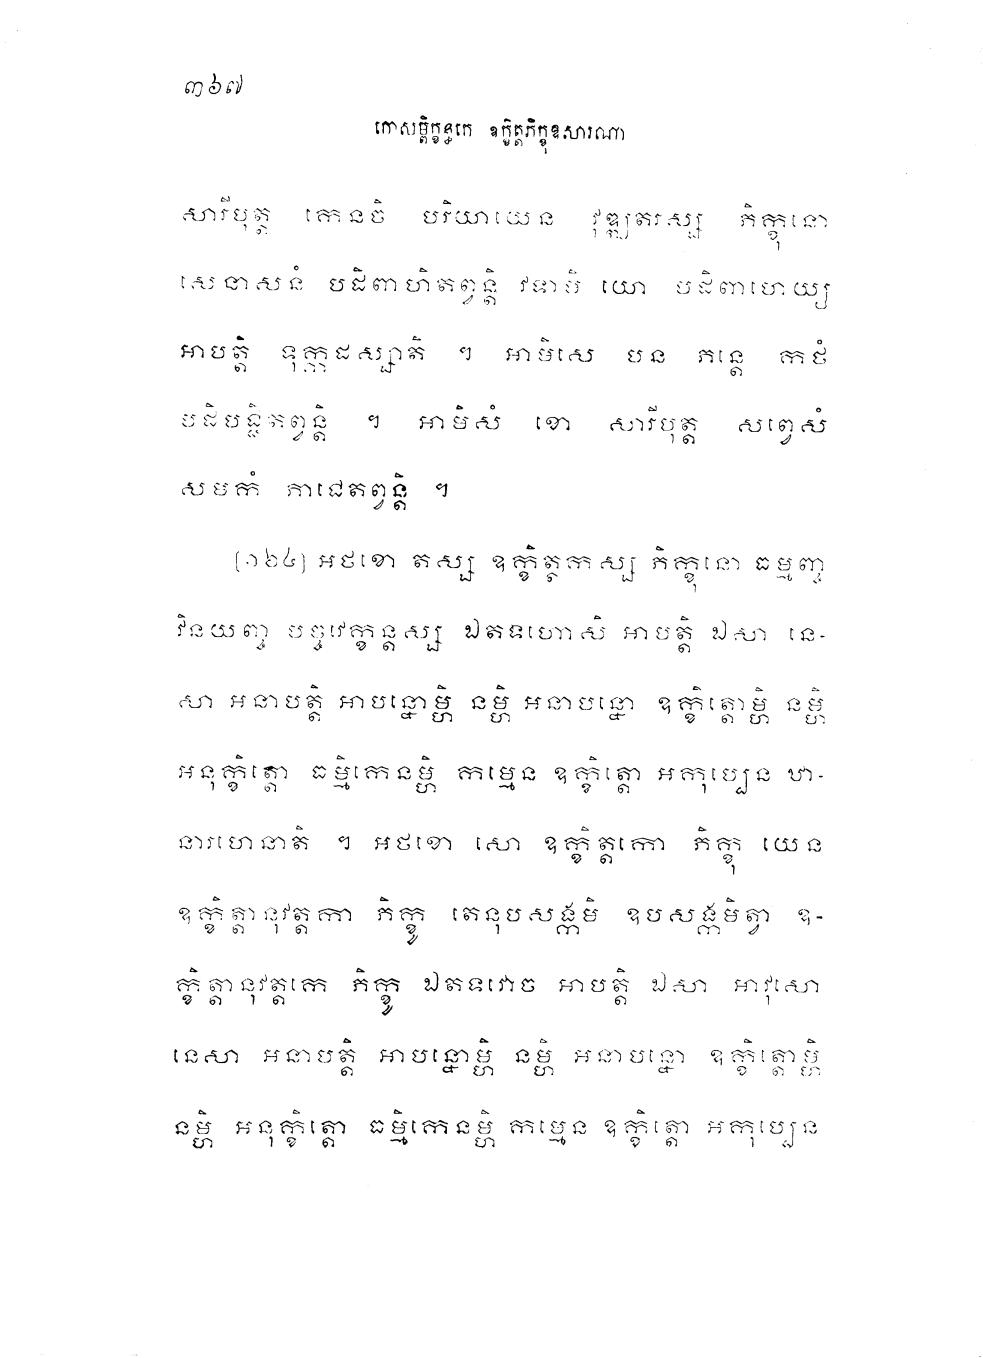 ៣៦៧
កោសម្ពិក្ខន្ធកេ ឧក្ខិត្តភិក្ខុឧសារណា
សារីបុត្ត កេនចិ បរិយាយេន វុឌ្ឍតរស្ស ភិក្ខុនោ
សេនាសនំ បដិពាហិតព្វន្តិ វទាមិ យោ បដិពាហេយ្យ
អាបត្តិ ទុក្កដស្សាតិ ។ អាមិសេ បន ភន្តេ កថំ
បដិបជ្ជិតព្វន្តិ ។ អាមិសំ ខោ សារីបុត្ត សព្វេសំ
សមកំ ភាជេតព្វន្តិ ។
[១៦៤] អថខោ តស្ស ឧក្ខិត្តកស្ស ភិក្ខុនោ ធម្មញ្ច
វិនយញ្ច បច្ចវេក្ខន្តស្ស ឯតទហោសិ អាបត្តិ ឯសា នេ-
សា អនាបត្តិ អាបន្នោម្ហិ នម្ហិ អនាបន្នោ ឧក្ខិត្តោម្ហិ នម្ហិ
អនុក្ខិត្តោ ធម្មិកេនម្ហិ កម្មេន ឧក្ខិត្តោ អកុប្បេន ឋា-
នារហេនាតិ ។ អថខោ សោ ឧក្ខិត្តកោ ភិក្ខុ យេន
ឧក្ខិត្តានុវត្តកា ភិក្ខូ តេនុបសង្កមិ ឧបសង្កមិត្វា ឧ-
ក្ខិត្តានុវត្តកេ ភិក្ខូ ឯតទវោច អាបត្តិ ឯសា អាវុសោ
នេសា អនាបត្តិ អាបន្នោម្ហិ នម្ហិ អនាបន្នោ ឧក្ខិត្តោម្ហិ
នម្ហិ អនុក្ខិត្តោ ធម្មិកេនម្ហិ កម្មេន ឧក្ខិត្តោ អកុប្បេន